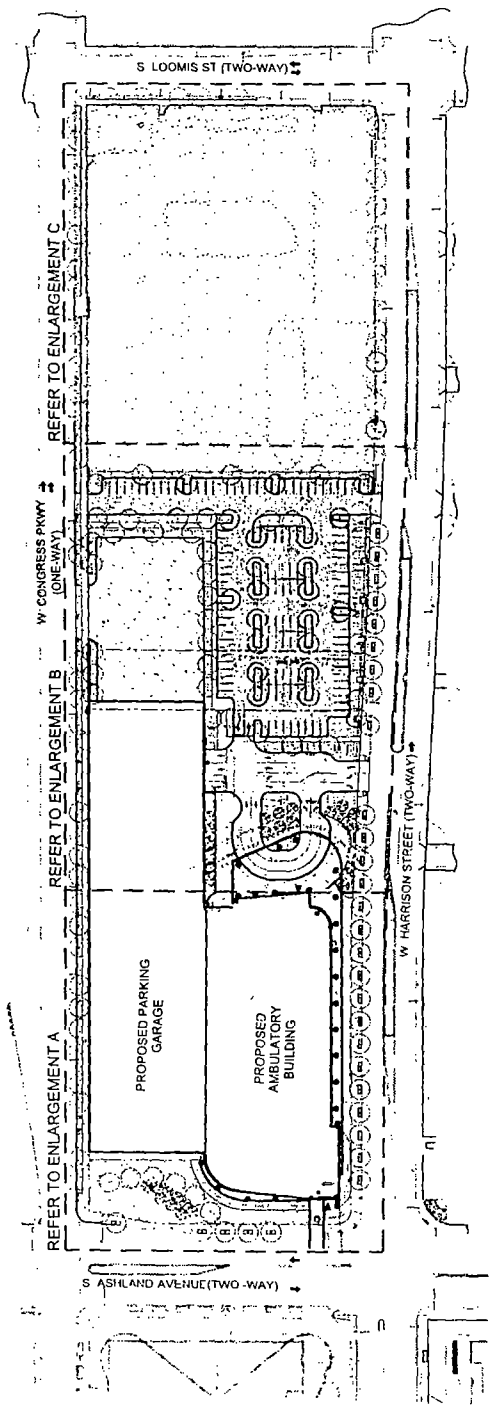 S LOOMIS ST (TWO-WAY)
REFER TO ENLARGEMENT C
W CONGRESS PKWY
(ONE-WAY)
REFER TO ENLARGEMENT B
W HARRISON STREET (TWO-WAY)
REFER TO ENLARGEMENT A
PROPOSED PARKING
GARAGE
PROPOSED
AMBULATORY
BUILDING
S ASHLAND AVENUE (TWO-WAY)